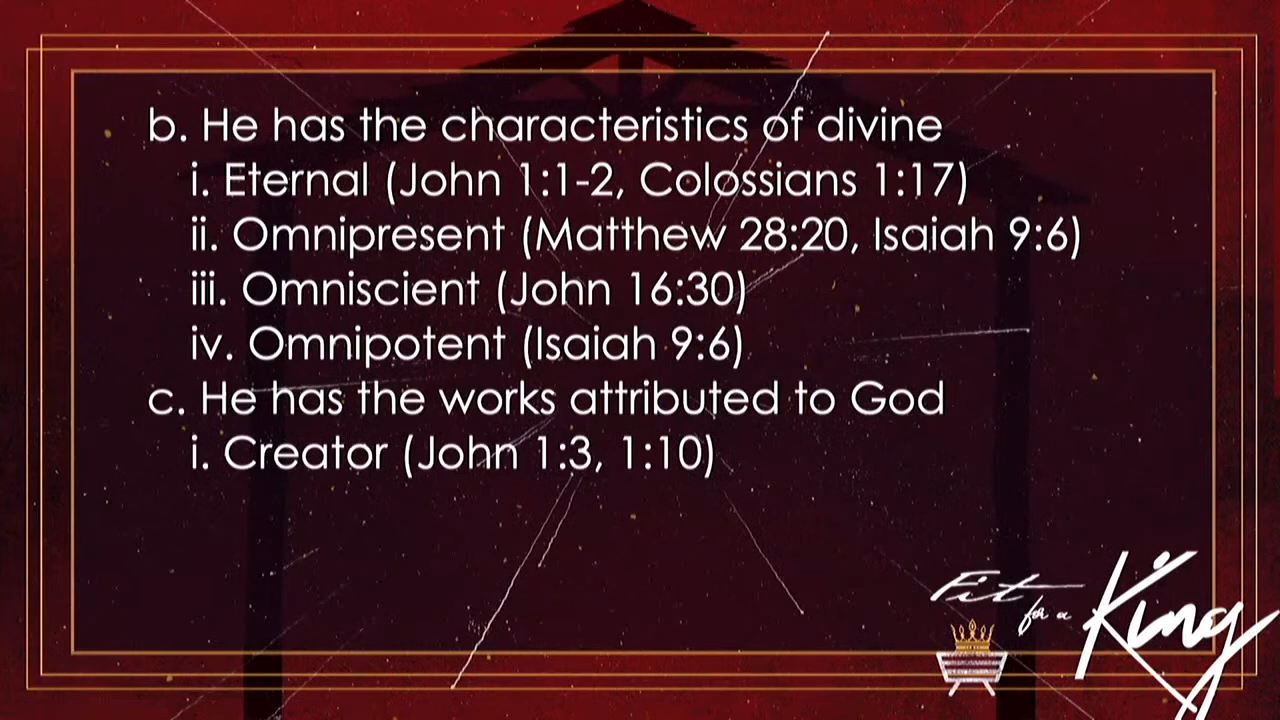 b. He has the characteristics of divine
i. Eternal (John 1:1-2, Colossians 1:17)
ii. Omnipresent (Matthew 28:20, Isaiah 9:6)
iii. Omniscient (John 16:30)
iv. Omnipotent (Isaiah 9:6)
c. He has the works attributed to God
i. Creator (John 1:3, 1:10)
Fit
for a
King